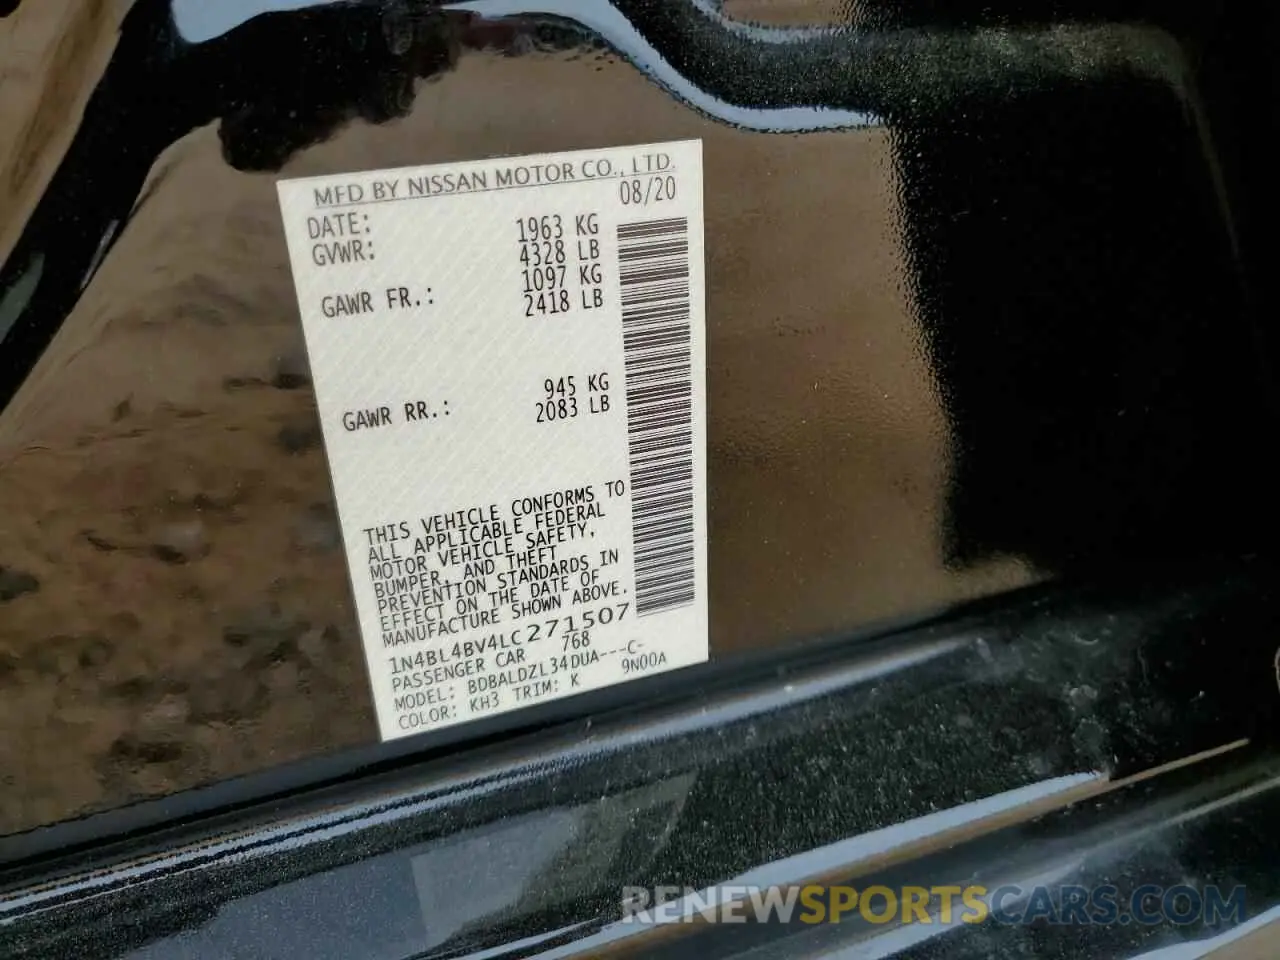 MFD BY NISSAN MOTOR CO., LTD.
DATE: 08/20
GVWR: 1963 KG
4328 LB
GAWR FR.: 1097 KG
2418 LB
GAWR RR.: 945 KG
2083 LB
THIS VEHICLE CONFORMS TO
ALL APPLICABLE FEDERAL
MOTOR VEHICLE SAFETY,
BUMPER, AND THEFT
PREVENTION STANDARDS IN
EFFECT ON THE DATE OF
MANUFACTURE SHOWN ABOVE.
1N4BL4BV4LC271507
PASSENGER CAR 768
MODEL: BDBALDZL34DUA---C-
COLOR: KH3 TRIM: K 9N00A
RENEWSPORTSCARS.COM